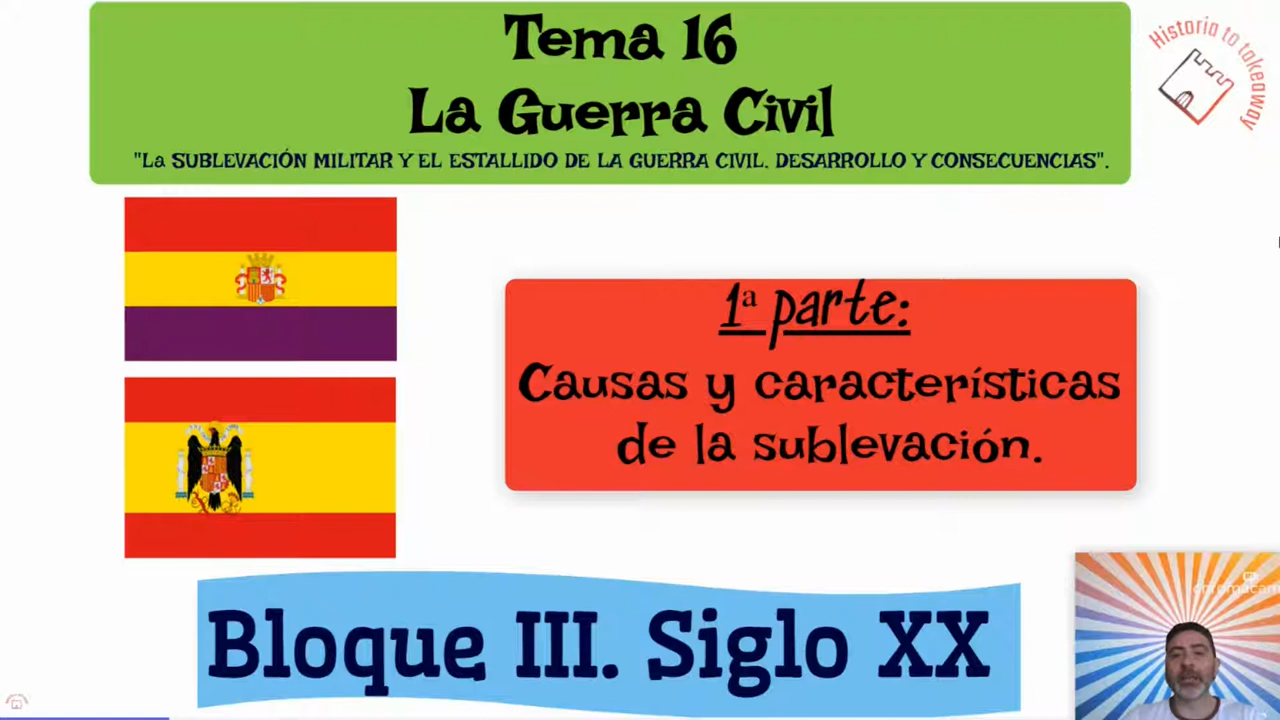 Tema 16
La Guerra Civil
"La SUBLEVACIÓN MILITAR Y EL ESTALLIDO DE LA GUERRA CIVIL. DESARROLLO Y CONSECUENCIAS".
Historia to takeaway
1ª parte:
Causas y características
de la sublevación.
Bloque III. Siglo XX